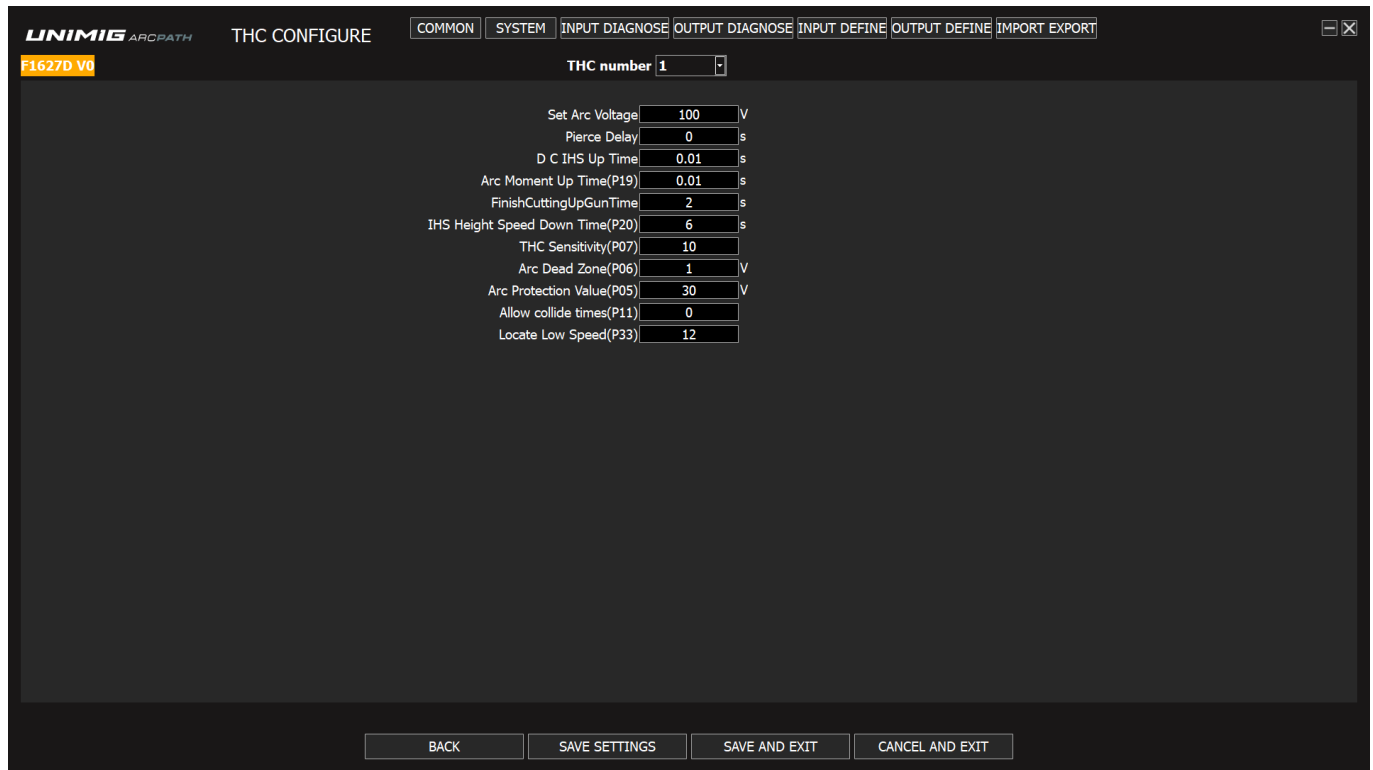 UNIMIG ARCPATH THC CONFIGURE COMMON SYSTEM INPUT DIAGNOSE OUTPUT DIAGNOSE INPUT DEFINE OUTPUT DEFINE IMPORT EXPORT
F1627D V0 THC number 1
Set Arc Voltage 100 V
Pierce Delay 0 s
D C IHS Up Time 0.01 s
Arc Moment Up Time(P19) 0.01 s
FinishCuttingUpGunTime 2 s
IHS Height Speed Down Time(P20) 6 s
THC Sensitivity(P07) 10
Arc Dead Zone(P06) 1 V
Arc Protection Value(P05) 30 V
Allow collide times(P11) 0
Locate Low Speed(P33) 12
BACK SAVE SETTINGS SAVE AND EXIT CANCEL AND EXIT